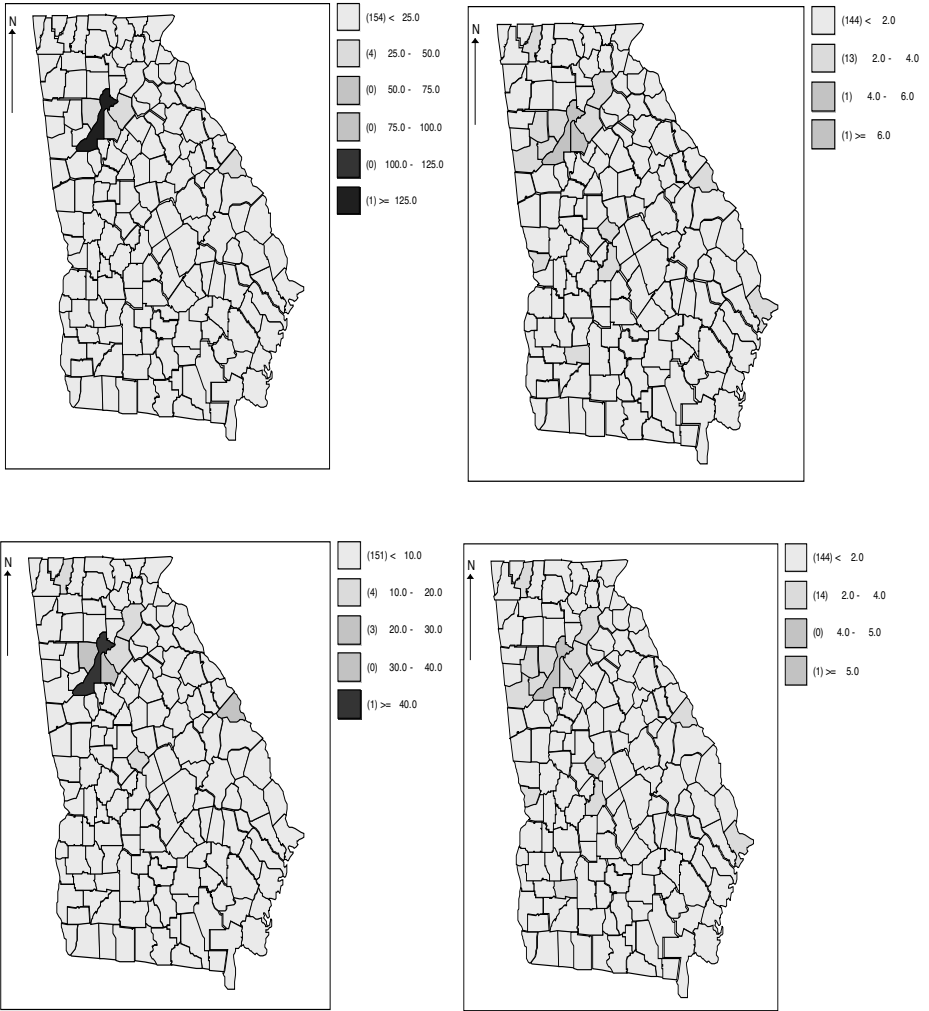 N
(154) < 25.0
(4) 25.0 - 50.0
(0) 50.0 - 75.0
(0) 75.0 - 100.0
(0) 100.0 - 125.0
(1) >= 125.0
N
(144) < 2.0
(13) 2.0 - 4.0
(1) 4.0 - 6.0
(1) >= 6.0
N
(151) < 10.0
(4) 10.0 - 20.0
(3) 20.0 - 30.0
(0) 30.0 - 40.0
(1) >= 40.0
N
(144) < 2.0
(14) 2.0 - 4.0
(0) 4.0 - 5.0
(1) >= 5.0